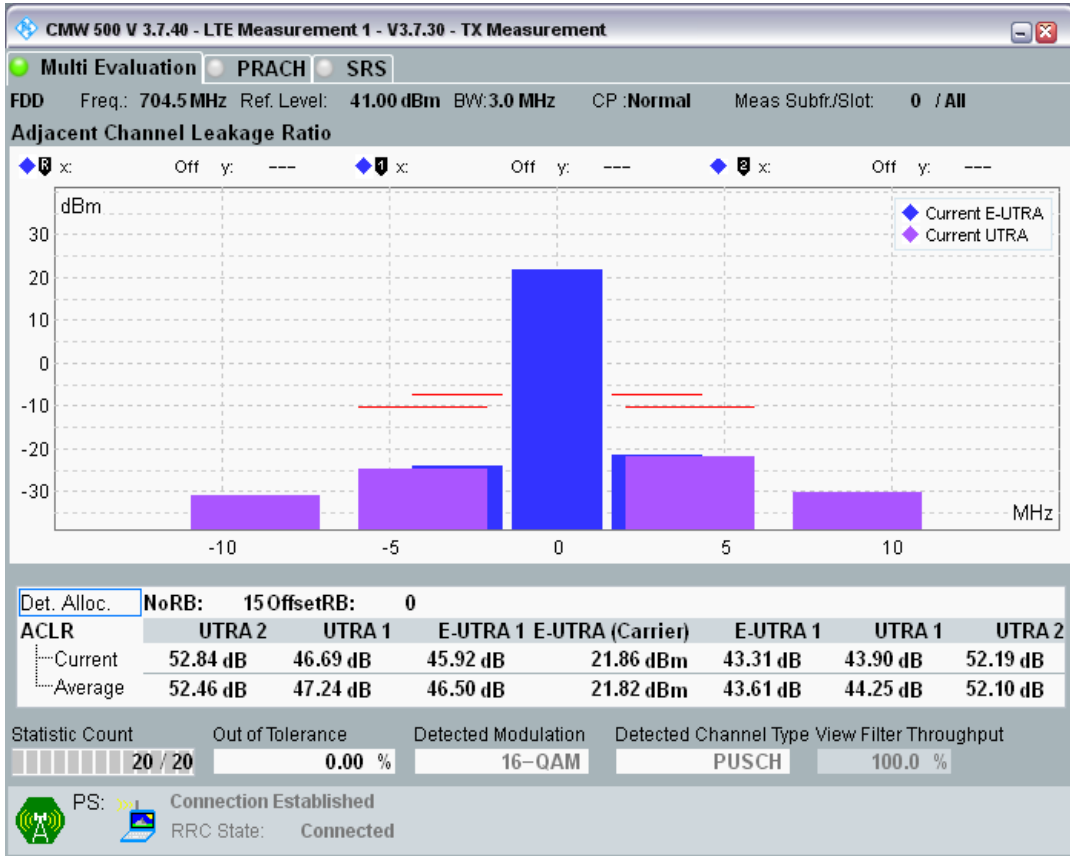 CMW 500 V 3.7.40 - LTE Measurement 1 - V3.7.30 - TX Measurement
Multi Evaluation PRACH SRS
FDD Freq.: 704.5 MHz Ref. Level: 41.00 dBm BW: 3.0 MHz CP : Normal Meas Subfr./Slot: 0 / All
Adjacent Channel Leakage Ratio
R x: Off y: --- 1 x: Off y: --- 2 x: Off y: ---
dBm
Current E-UTRA
Current UTRA
30
20
10
0
-10
-20
-30
MHz
-10 -5 0 5 10
Det. Alloc. NoRB: 15 OffsetRB: 0
ACLR UTRA 2 UTRA 1 E-UTRA 1 E-UTRA (Carrier) E-UTRA 1 UTRA 1 UTRA 2
Current 52.84 dB 46.69 dB 45.92 dB 21.86 dBm 43.31 dB 43.90 dB 52.19 dB
Average 52.46 dB 47.24 dB 46.50 dB 21.82 dBm 43.61 dB 44.25 dB 52.10 dB
Statistic Count Out of Tolerance Detected Modulation Detected Channel Type View Filter Throughput
20 / 20 0.00 % 16-QAM PUSCH 100.0 %
PS: Connection Established
RRC State: Connected